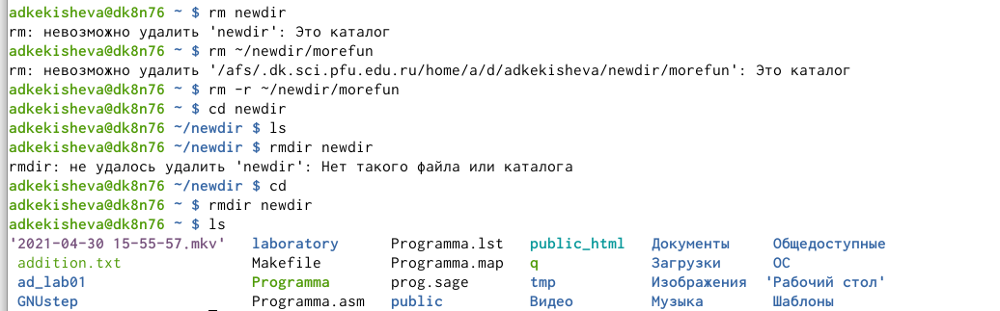 adkekisheva@dk8n76 ~ $ rm newdir
rm: невозможно удалить 'newdir': Это каталог
adkekisheva@dk8n76 ~ $ rm ~/newdir/morefun
rm: невозможно удалить '/afs/.dk.sci.pfu.edu.ru/home/a/d/adkekisheva/newdir/morefun': Это каталог
adkekisheva@dk8n76 ~ $ rm -r ~/newdir/morefun
adkekisheva@dk8n76 ~ $ cd newdir
adkekisheva@dk8n76 ~/newdir $ ls
adkekisheva@dk8n76 ~/newdir $ rmdir newdir
rmdir: не удалось удалить 'newdir': Нет такого файла или каталога
adkekisheva@dk8n76 ~/newdir $ cd
adkekisheva@dk8n76 ~ $ rmdir newdir
adkekisheva@dk8n76 ~ $ ls
'2021-04-30 15-55-57.mkv' laboratory Programma.lst public_html Документы Общедоступные
addition.txt Makefile Programma.map q Загрузки ОС
ad_lab01 Programma prog.sage tmp Изображения 'Рабочий стол'
GNUstep Programma.asm public Видео Музыка Шаблоны